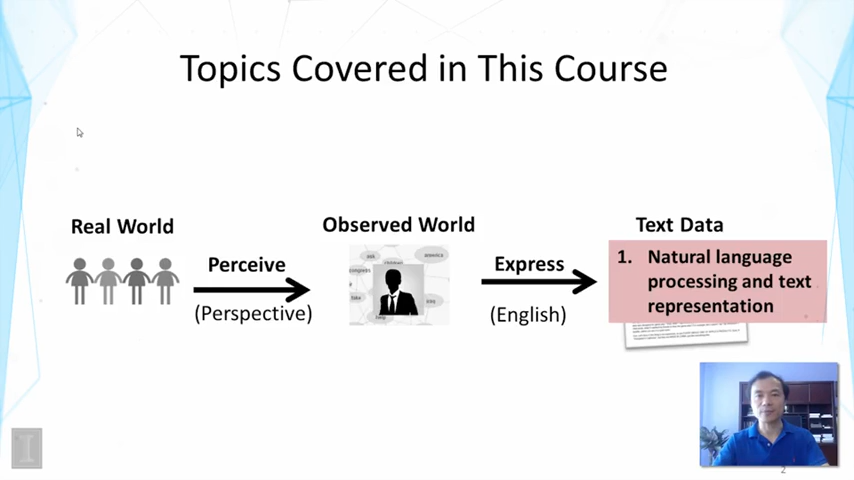 Topics Covered in This Course
Real World
Perceive
(Perspective)
Observed World
Express
(English)
Text Data
1. Natural language
processing and text
representation
2